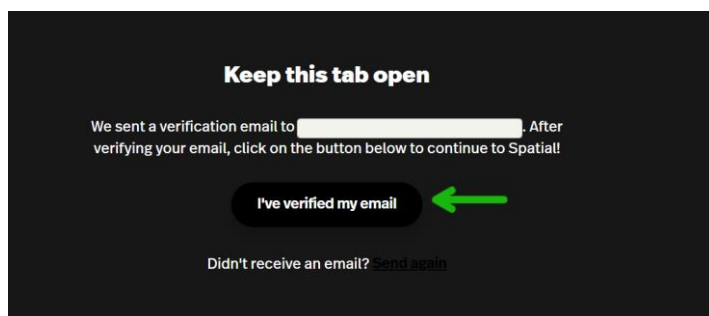 Keep this tab open
We sent a verification email to . After
verifying your email, click on the button below to continue to Spatial!
I've verified my email
Didn't receive an email? Send again